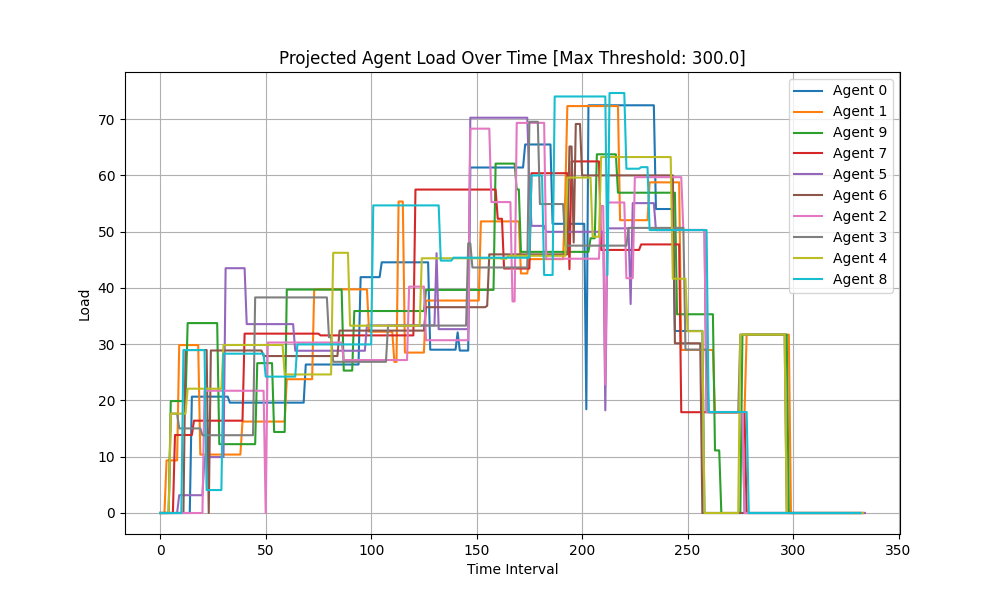 Projected Agent Load Over Time [Max Threshold: 300.0]
Load
70
60
50
40
30
20
10
0
0 50 100 150 200 250 300 350
Time Interval
Agent 0
Agent 1
Agent 9
Agent 7
Agent 5
Agent 6
Agent 2
Agent 3
Agent 4
Agent 8